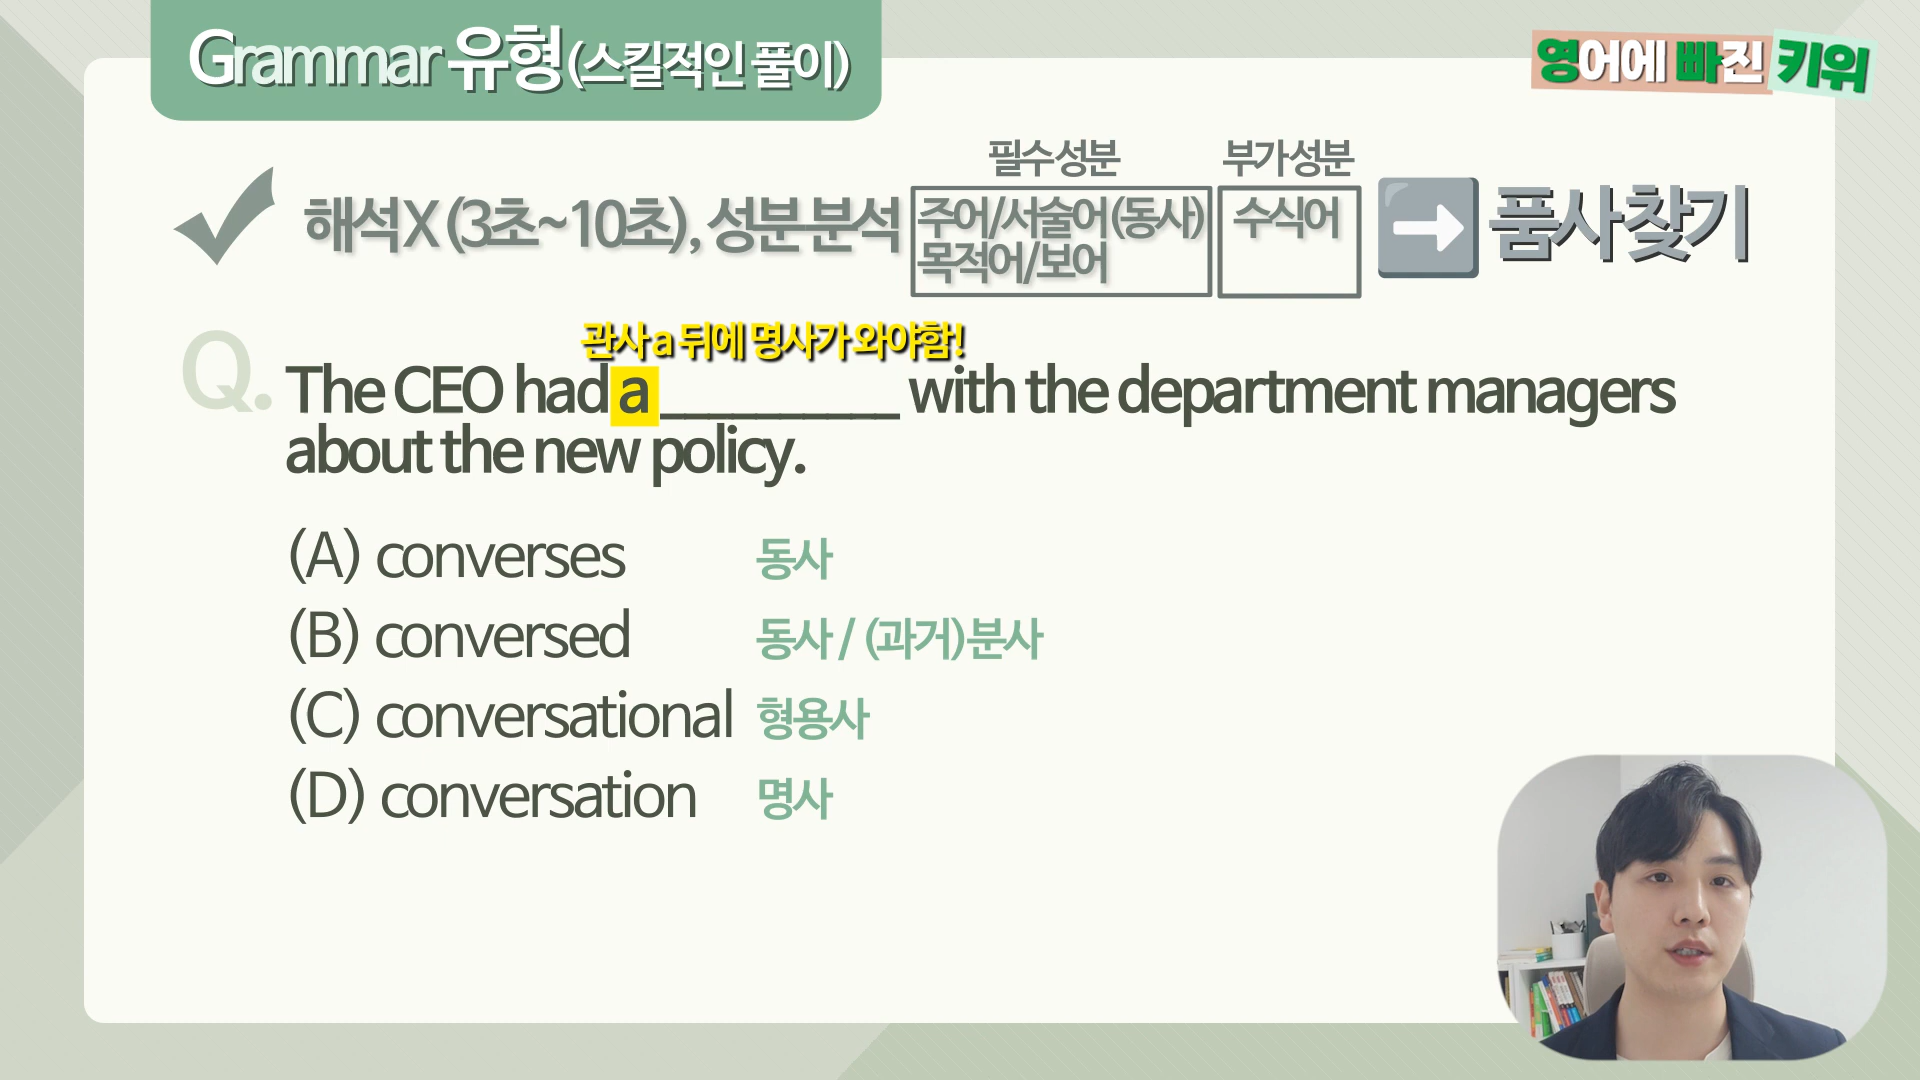 Grammar 유형(스킬적인 풀이)
영어에 빠진 키위
필수 성분
부가 성분
해석X (3초~10초), 성분 분석
주어/서술어(동사)
목적어/보어
수식어
품사 찾기
관사 a 뒤에 명사가 와야함!
Q. The CEO had a __________ with the department managers
about the new policy.
(A) converses 동사
(B) conversed 동사 / (과거)분사
(C) conversational 형용사
(D) conversation 명사